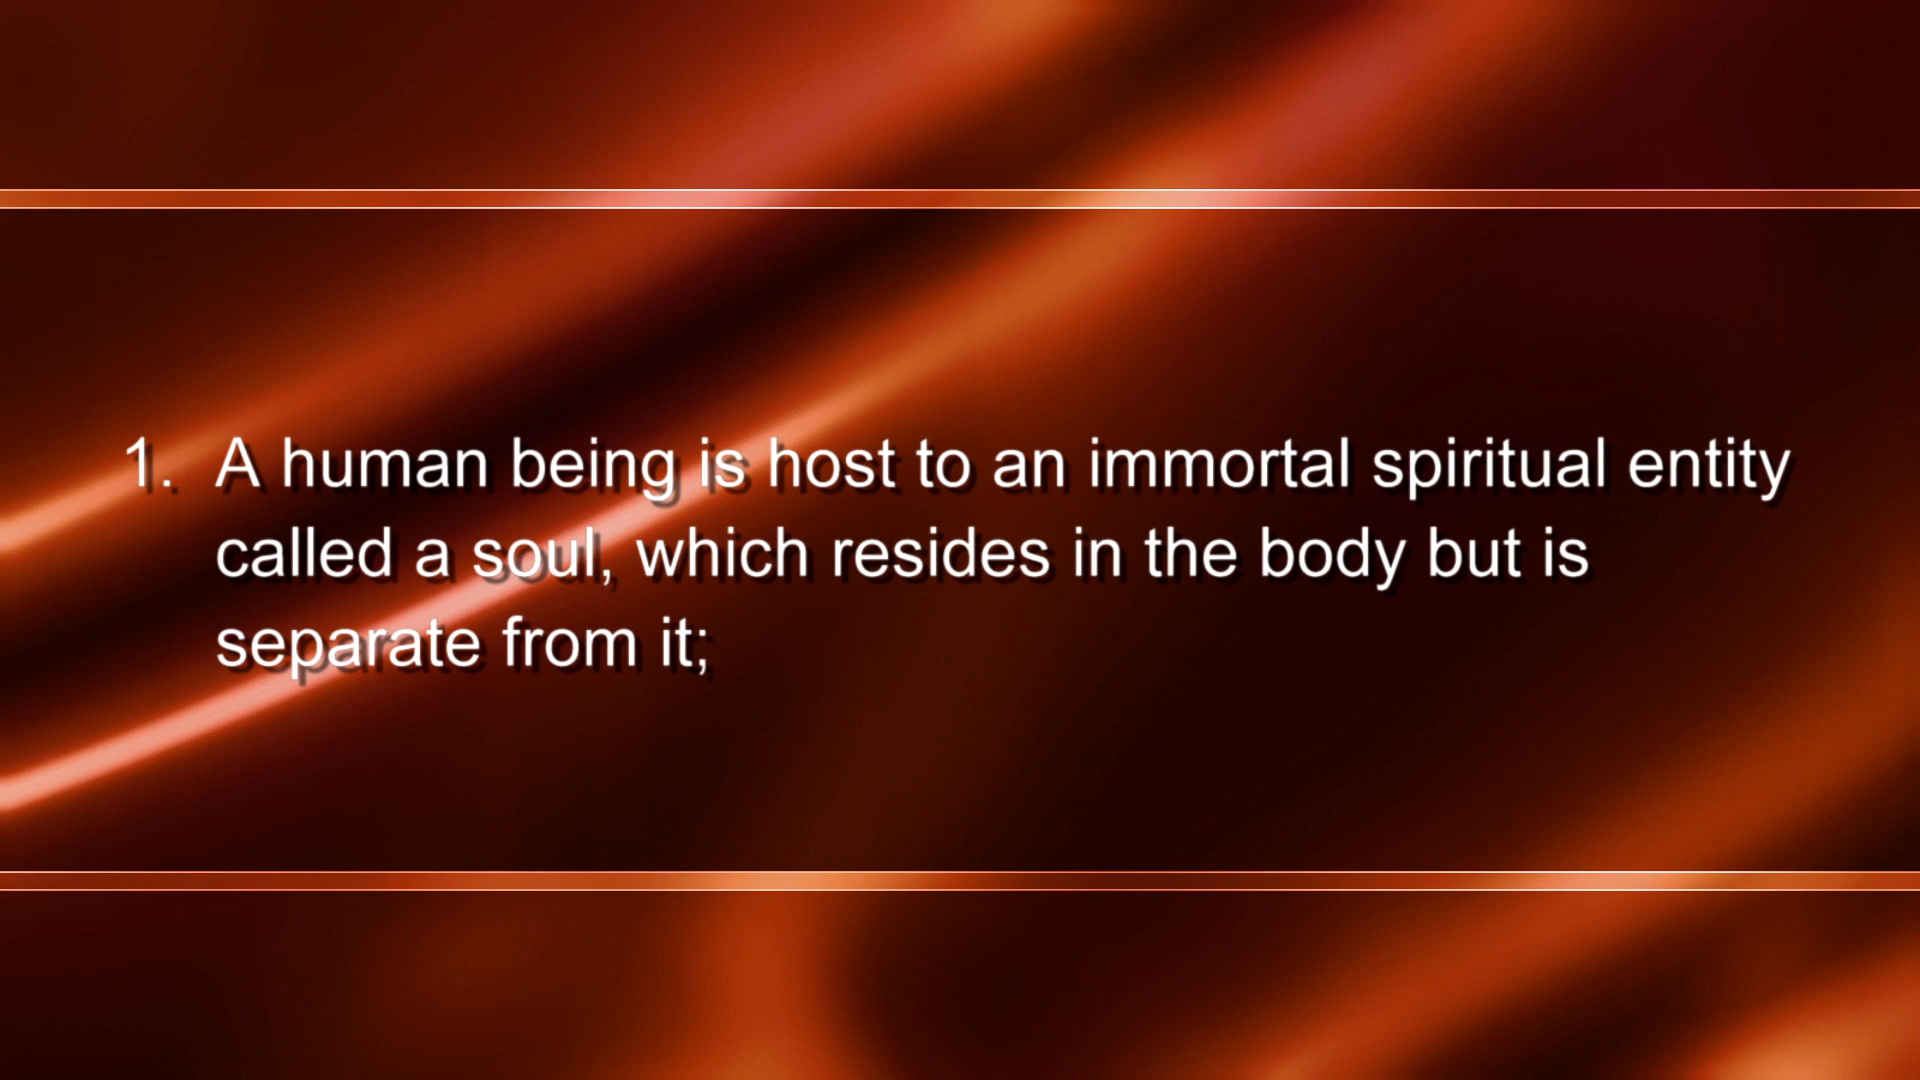 1. A human being is host to an immortal spiritual entity
called a soul, which resides in the body but is
separate from it;